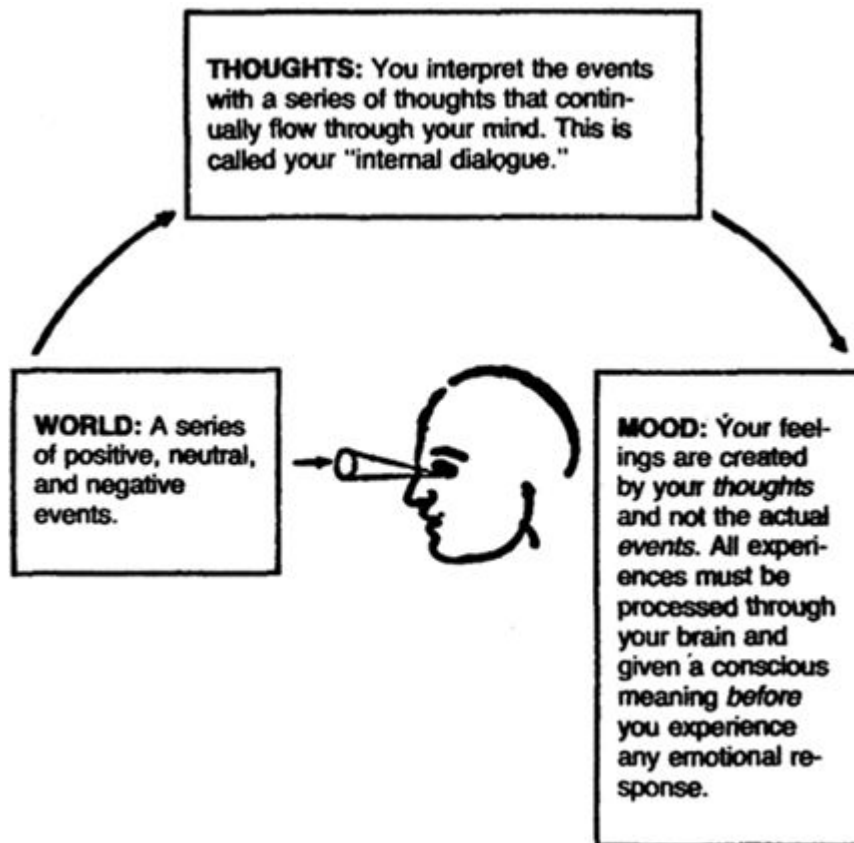 THOUGHTS: You interpret the events
with a series of thoughts that contin-
ually flow through your mind. This is
called your "internal dialogue."
WORLD: A series
of positive, neutral,
and negative
events.
MOOD: Your feel-
ings are created
by your thoughts
and not the actual
events. All experi-
ences must be
processed through
your brain and
given a conscious
meaning before
you experience
any emotional re-
sponse.